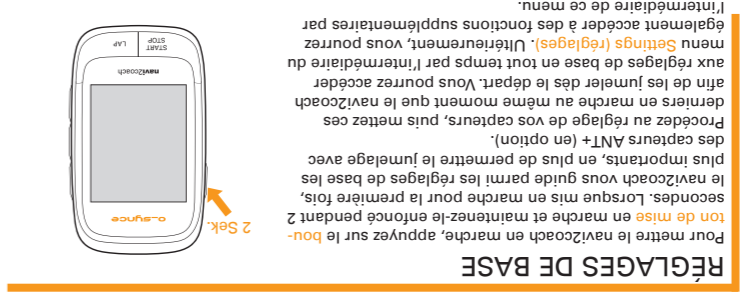 RÉGLAGES DE BASE
Pour mettre le navi2coach en marche, appuyez sur le bou-
ton de mise en marche et maintenez-le enfoncé pendant 2
secondes. Lorsque mis en marche pour la première fois,
le navi2coach vous guide parmi les réglages de base les
plus importants, en plus de permettre le jumelage avec
des capteurs ANT+ (en option).
Procédez au réglage de vos capteurs, puis mettez ces
derniers en marche au même moment que le navi2coach
afin de les jumeler dès le départ. Vous pourrez accéder
aux réglages de base en tout temps par l'intermédiaire du
menu Settings (réglages). Ultérieurement, vous pourrez
également accéder à des fonctions supplémentaires par
l'intermédiaire de ce menu.
2 Sek.
o_synce
navi2coach
START
STOP
LAP